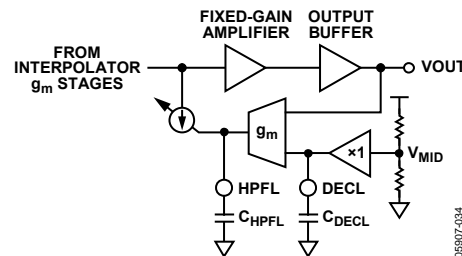 FIXED-GAIN
AMPLIFIER
OUTPUT
BUFFER
FROM
INTERPOLATOR
gm STAGES
VOUT
gm
×1
VMID
HPFL
DECL
CHPFL
CDECL
05907-034